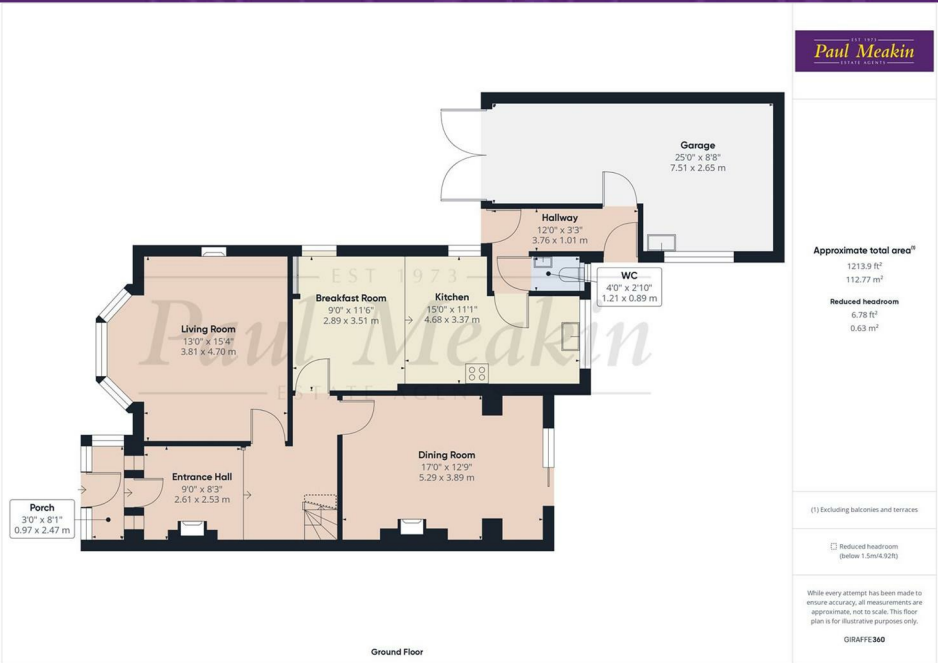 EST 1973
Paul Meakin
ESTATE AGENTS
Garage
25'0" x 8'8"
7.51 x 2.65 m
Hallway
12'0" x 3'3"
3.76 x 1.01 m
WC
4'0" x 2'10"
1.21 x 0.89 m
EST 1973
Paul Meakin
ESTATE AGENTS
Breakfast Room
9'0" x 11'6"
2.89 x 3.51 m
Kitchen
15'0" x 11'1"
4.68 x 3.37 m
Living Room
13'0" x 15'4"
3.81 x 4.70 m
Dining Room
17'0" x 12'9"
5.29 x 3.89 m
Entrance Hall
9'0" x 8'3"
2.61 x 2.53 m
Porch
3'0" x 8'1"
0.97 x 2.47 m
Ground Floor
Approximate total area(1)
1213.9 ft²
112.77 m²
Reduced headroom
6.78 ft²
0.63 m²
(1) Excluding balconies and terraces
Reduced headroom
(below 1.5m/4.92ft)
While every attempt has been made to
ensure accuracy, all measurements are
approximate, not to scale. This floor
plan is for illustrative purposes only.
GIRAFFE360